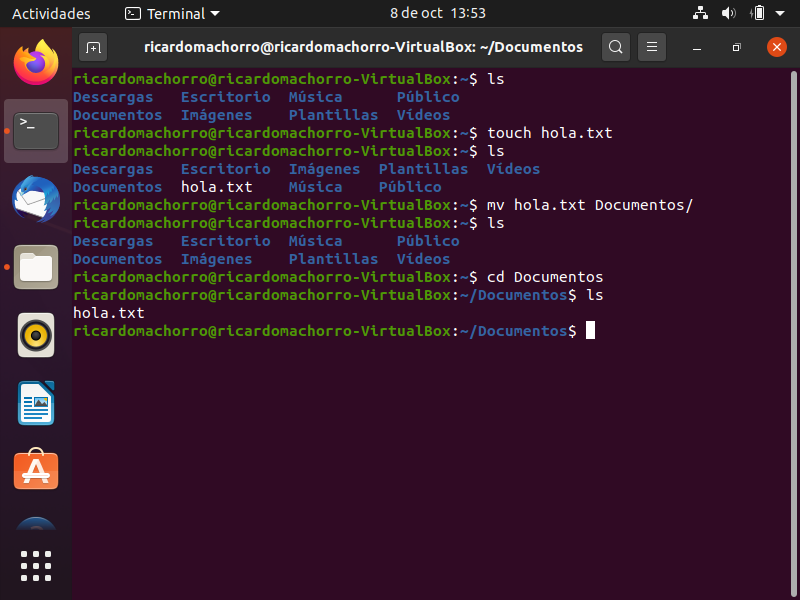 Actividades Terminal 8 de oct 13:53
ricardomachorro@ricardomachorro-VirtualBox: ~/Documentos
ricardomachorro@ricardomachorro-VirtualBox:~$ ls
Descargas Escritorio Música Público
Documentos Imágenes Plantillas Vídeos
ricardomachorro@ricardomachorro-VirtualBox:~$ touch hola.txt
ricardomachorro@ricardomachorro-VirtualBox:~$ ls
Descargas Escritorio Imágenes Plantillas Vídeos
Documentos hola.txt Música Público
ricardomachorro@ricardomachorro-VirtualBox:~$ mv hola.txt Documentos/
ricardomachorro@ricardomachorro-VirtualBox:~$ ls
Descargas Escritorio Música Público
Documentos Imágenes Plantillas Vídeos
ricardomachorro@ricardomachorro-VirtualBox:~$ cd Documentos
ricardomachorro@ricardomachorro-VirtualBox:~/Documentos$ ls
hola.txt
ricardomachorro@ricardomachorro-VirtualBox:~/Documentos$